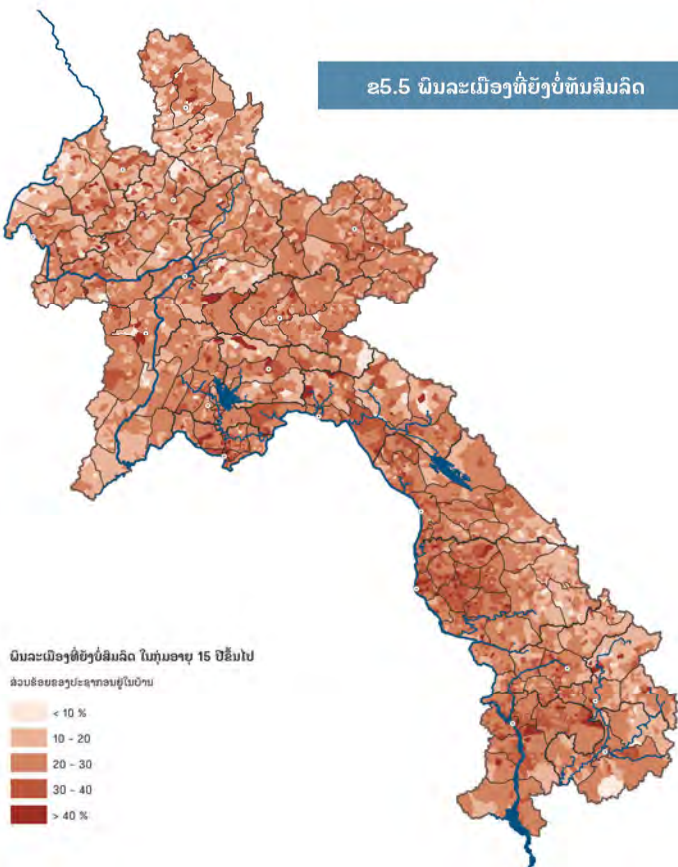 ຂ5.5 ພົນລະເມືອງທີ່ຍັງບໍ່ທັນສົມລົດ
ພົນລະເມືອງທີ່ຍັງບໍ່ສົມລົດ ໃນກຸ່ມອາຍຸ 15 ປີຂຶ້ນໄປ
ສ່ວນຮ້ອຍຂອງປະຊາກອນຢູ່ໃນບ້ານ
< 10 %
10 - 20
20 - 30
30 - 40
> 40 %